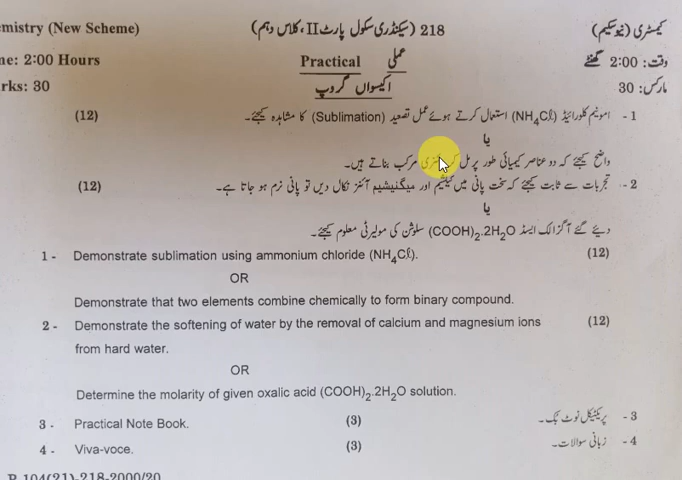 mistry (New Scheme) 218 (سیکنڈری سکول پارٹ II، کلاس دہم) کیمسٹری (نیو سکیم)
ne: 2:00 Hours Practical عملی وقت: 2:00 گھنٹے
rks: 30 اکیسواں گروپ مارکس: 30
1 - امونیم کلورائیڈ (NH4Cl) استعمال کرتے ہوئے عمل تصعید (Sublimation) کا مشاہدہ کیجئے۔ (12)
یا
واضح کیجئے کہ دو عناصر کیمیائی طور پر مل کر مرکب بناتے ہیں۔
2 - تجربات سے ثابت کیجئے کہ سخت پانی میں کیلشیم اور میگنیشیم آئنز نکال دیں تو پانی نرم ہو جاتا ہے۔ (12)
یا
دیئے گئے آگزالک ایسڈ (COOH)2.2H2O سلوشن کی مولیرٹی معلوم کیجئے۔
1 - Demonstrate sublimation using ammonium chloride (NH4Cl). (12)
OR
Demonstrate that two elements combine chemically to form binary compound.
2 - Demonstrate the softening of water by the removal of calcium and magnesium ions (12)
from hard water.
OR
Determine the molarity of given oxalic acid (COOH)2.2H2O solution.
3 - Practical Note Book. (3) 3 - پریکٹیکل نوٹ بک۔
4 - Viva-voce. (3) 4 - زبانی سوالات۔
P 104(21)-218-2000/20